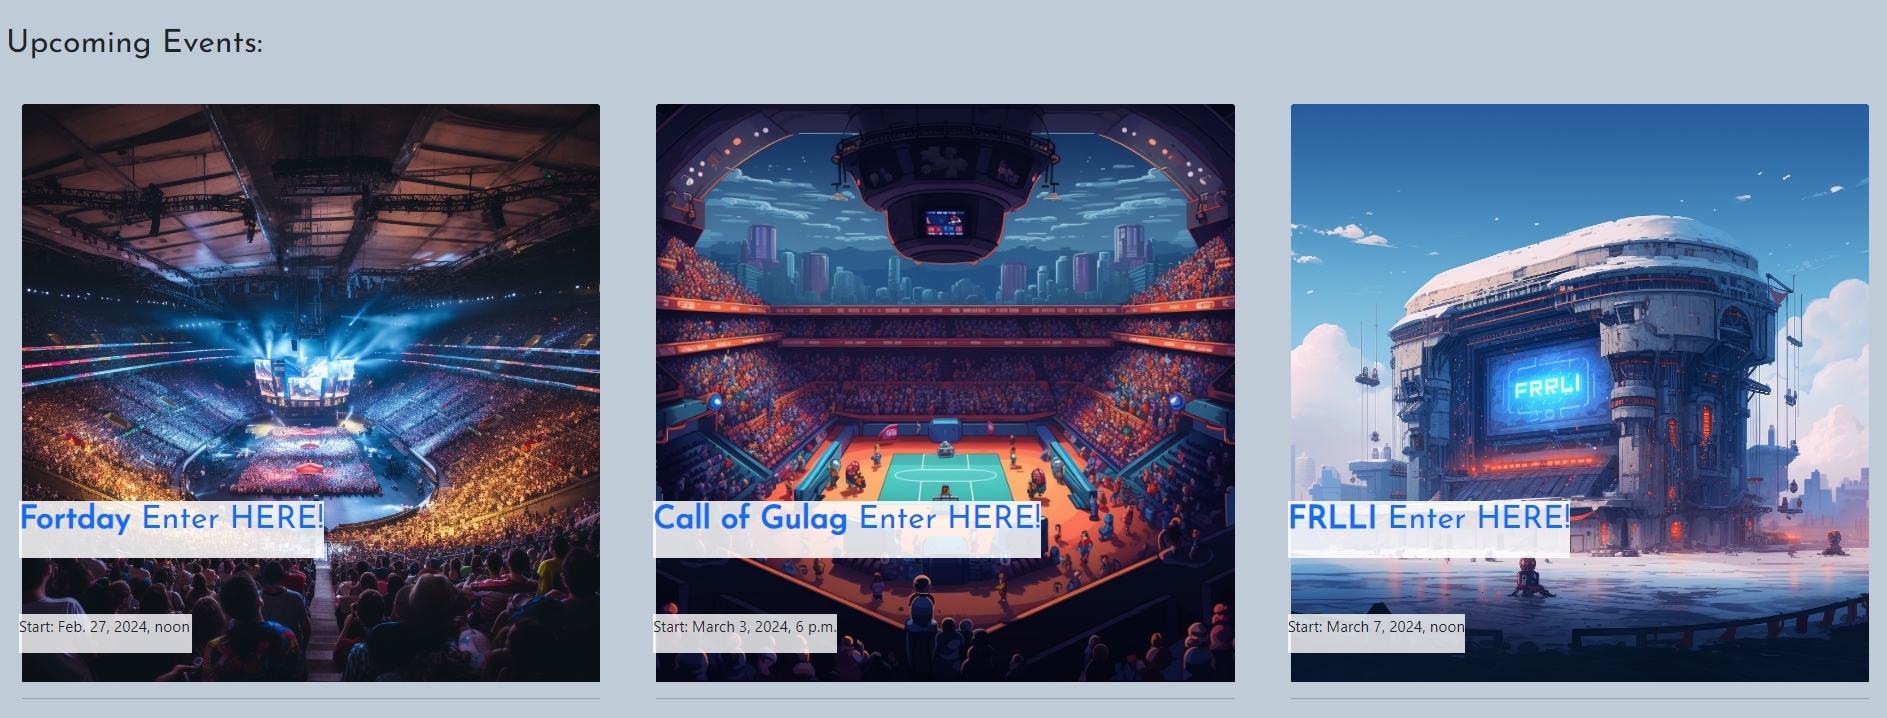 Upcoming Events:
FRRLI
Fortday Enter HERE!
Call of Gulag Enter HERE!
FRLLI Enter HERE!
Start: Feb. 27, 2024, noon
Start: March 3, 2024, 6 p.m.
Start: March 7, 2024, noon